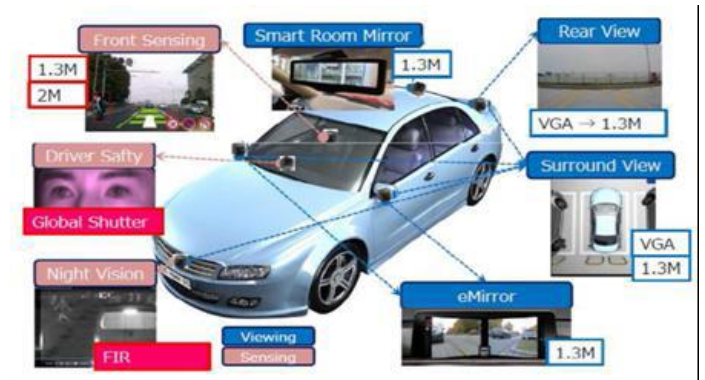 Front Sensing
1.3M
2M
Smart Room Mirror
1.3M
Rear View
VGA → 1.3M
Driver Safty
Global Shutter
Surround View
VGA
1.3M
Night Vision
FIR
eMirror
1.3M
Viewing
Sensing